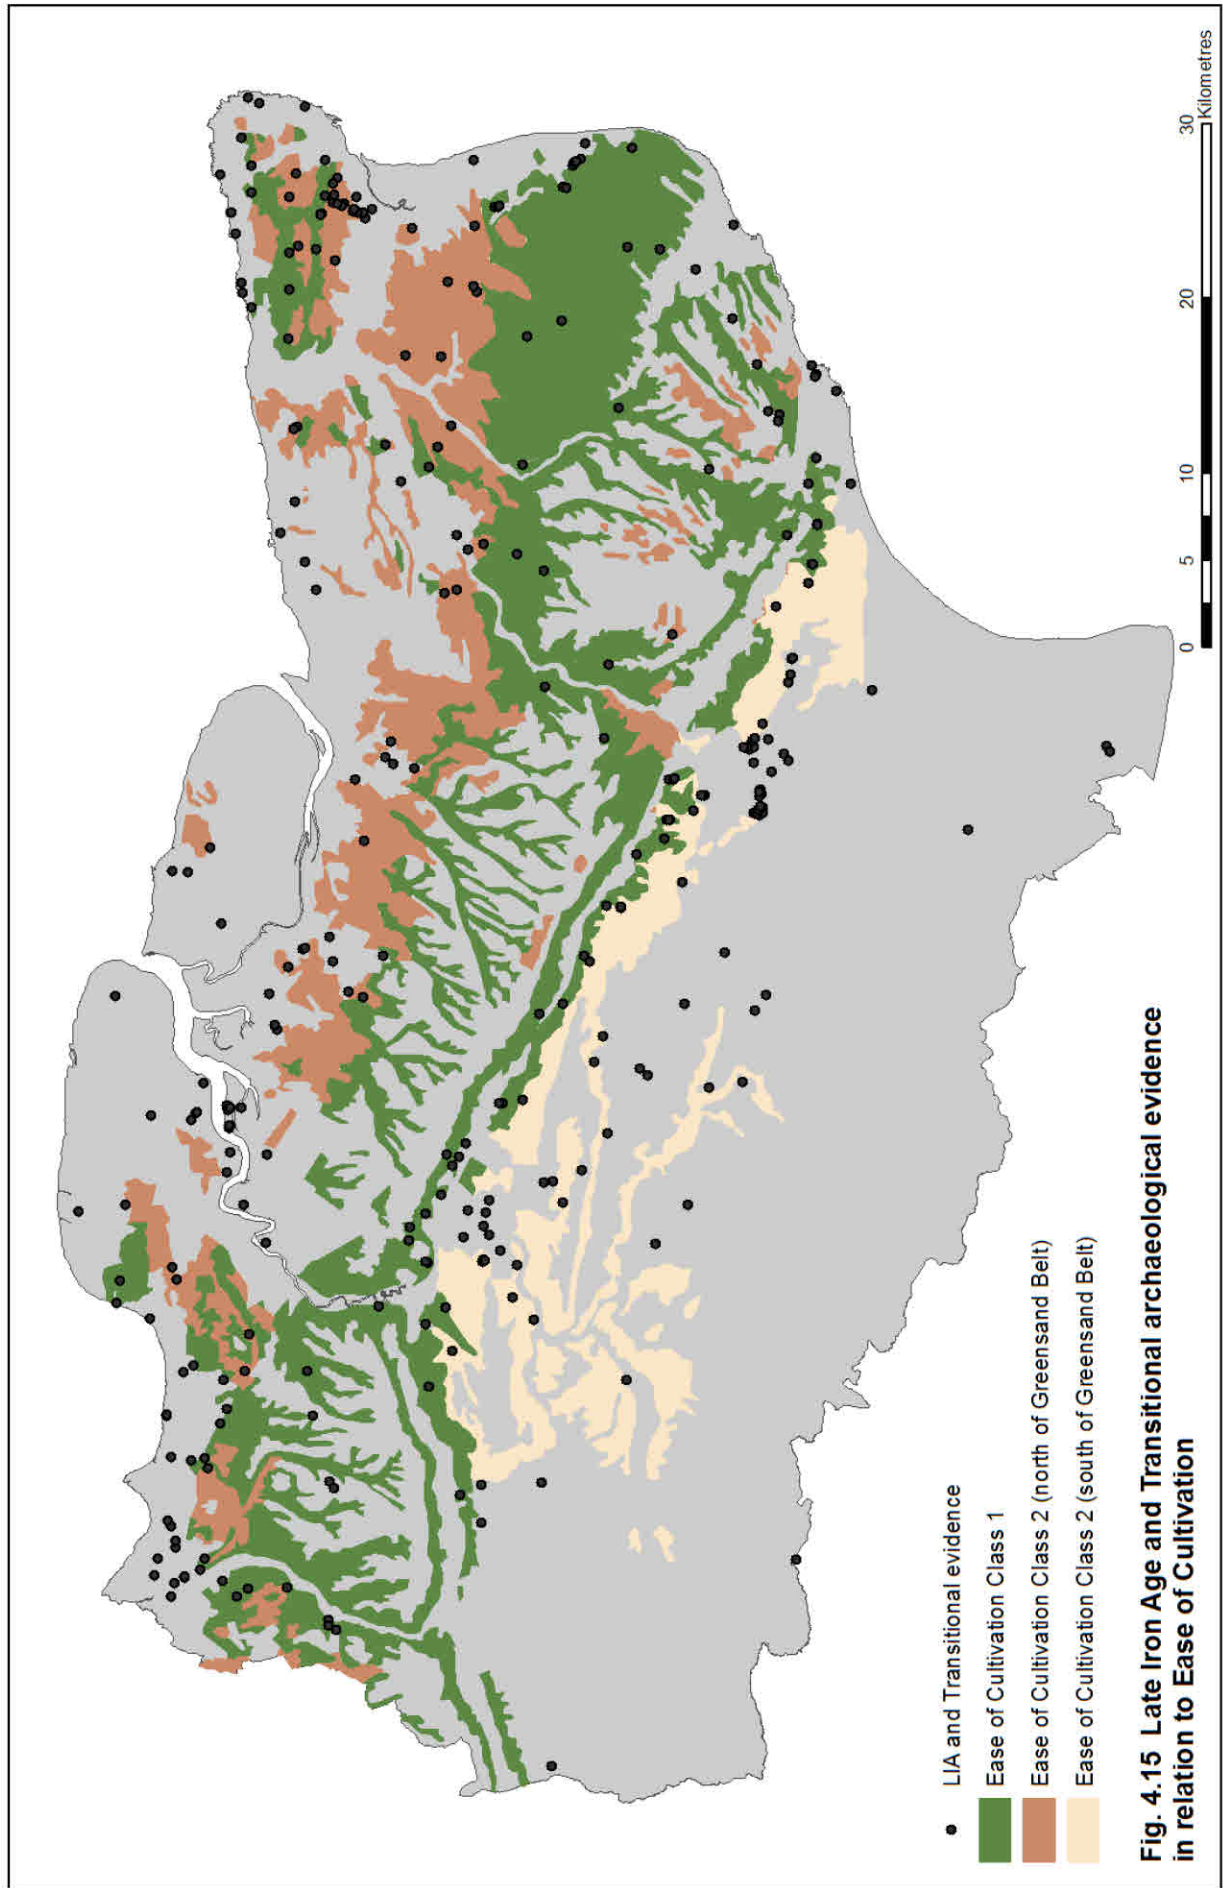 LIA and Transitional evidence
Ease of Cultivation Class 1
Ease of Cultivation Class 2 (north of Greensand Belt)
Ease of Cultivation Class 2 (south of Greensand Belt)
0 5 10 20 30
Kilometres
Fig. 4.15 Late Iron Age and Transitional archaeological evidence
in relation to Ease of Cultivation